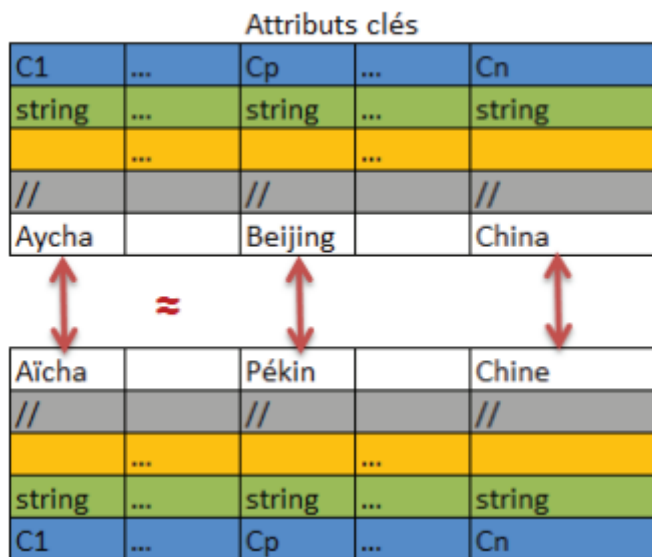 Attributs clés
C1 ... Cp ... Cn
string ... string ... string
... ...
// // //
Aycha Beijing China
≈
Aïcha Pékin Chine
// // //
... ...
string ... string ... string
C1 ... Cp ... Cn